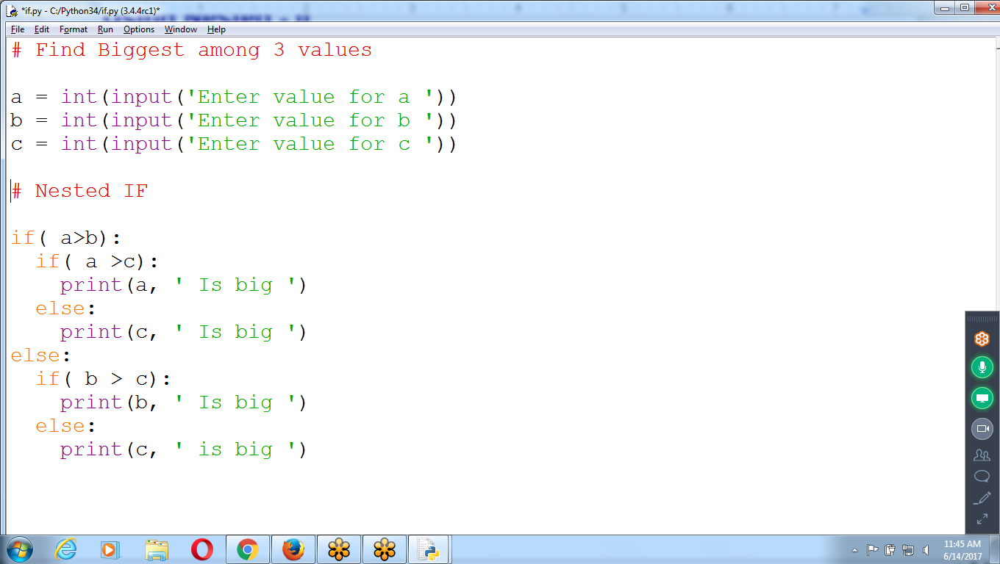 *if.py - C:/Python34/if.py (3.4.4rc1)*
File Edit Format Run Options Window Help
# Find Biggest among 3 values
a = int(input('Enter value for a '))
b = int(input('Enter value for b '))
c = int(input('Enter value for c '))
# Nested IF
if( a>b):
  if( a >c):
    print(a, ' Is big ')
  else:
    print(c, ' Is big ')
else:
  if( b > c):
    print(b, ' Is big ')
  else:
    print(c, ' is big ')
11:45 AM
6/14/2017